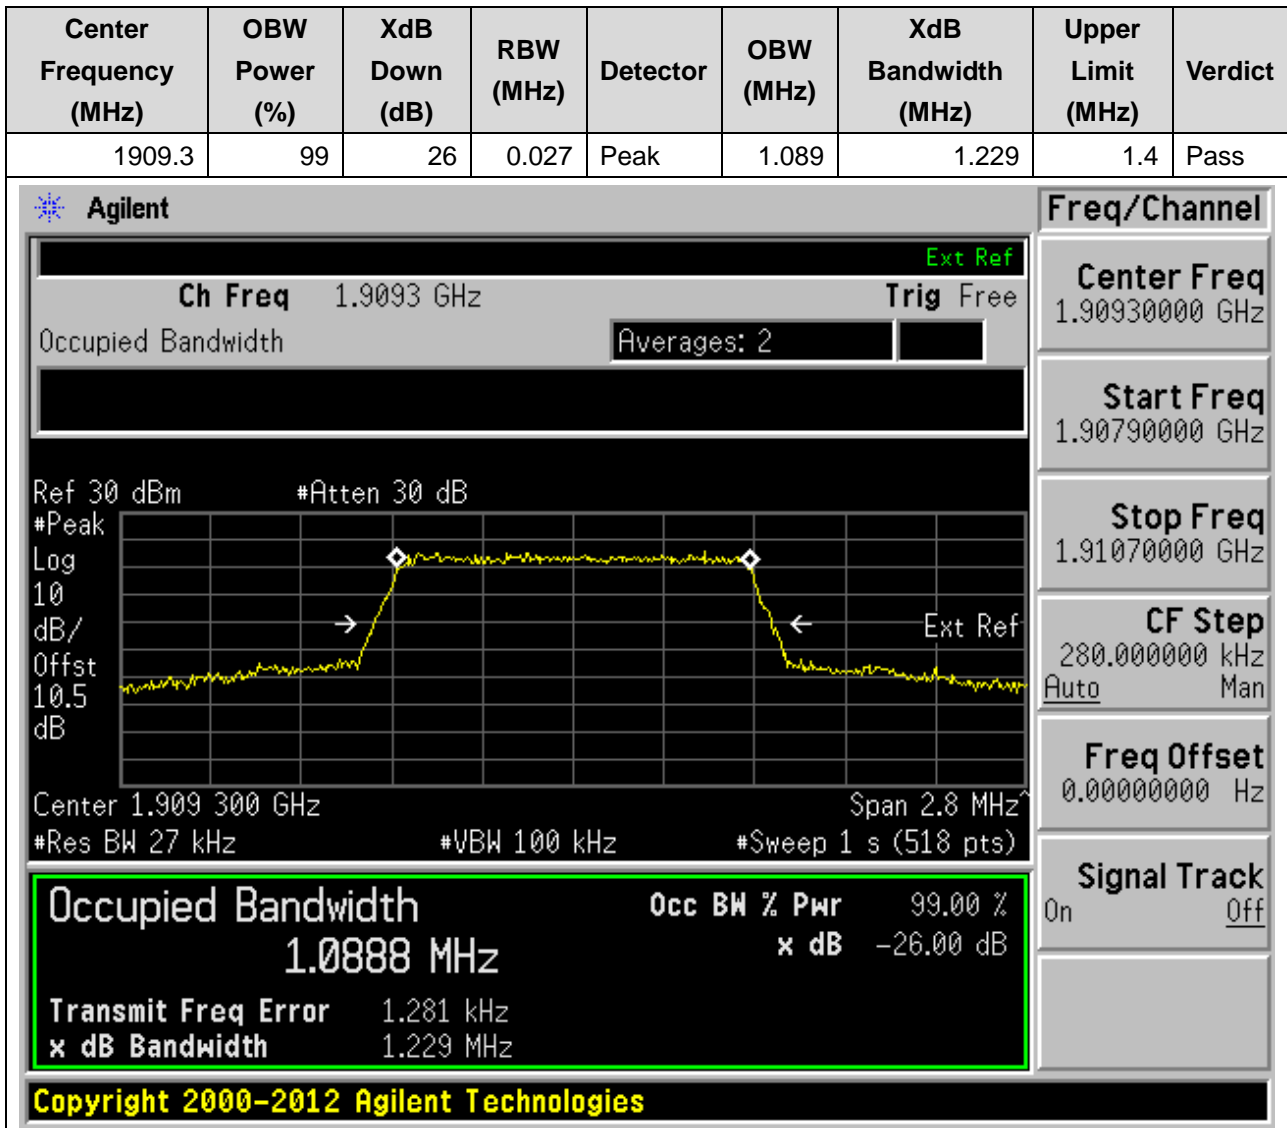 Center Frequency (MHz) OBW Power (%) XdB Down (dB) RBW (MHz) Detector OBW (MHz) XdB Bandwidth (MHz) Upper Limit (MHz) Verdict
1909.3 99 26 0.027 Peak 1.089 1.229 1.4 Pass
Agilent
Freq/Channel
Ext Ref
Ch Freq 1.9093 GHz
Trig Free
Occupied Bandwidth
Averages: 2
Center Freq
1.90930000 GHz
Start Freq
1.90790000 GHz
Stop Freq
1.91070000 GHz
CF Step
280.000000 kHz
Auto Man
Freq Offset
0.00000000 Hz
Signal Track
On Off
Ref 30 dBm
#Atten 30 dB
#Peak
Log
10
dB/
Offst
10.5
dB
Ext Ref
Center 1.909 300 GHz
Span 2.8 MHz^
#Res BW 27 kHz
#VBW 100 kHz
#Sweep 1 s (518 pts)
Occupied Bandwidth
1.0888 MHz
Occ BW % Pwr 99.00 %
x dB -26.00 dB
Transmit Freq Error 1.281 kHz
x dB Bandwidth 1.229 MHz
Copyright 2000-2012 Agilent Technologies